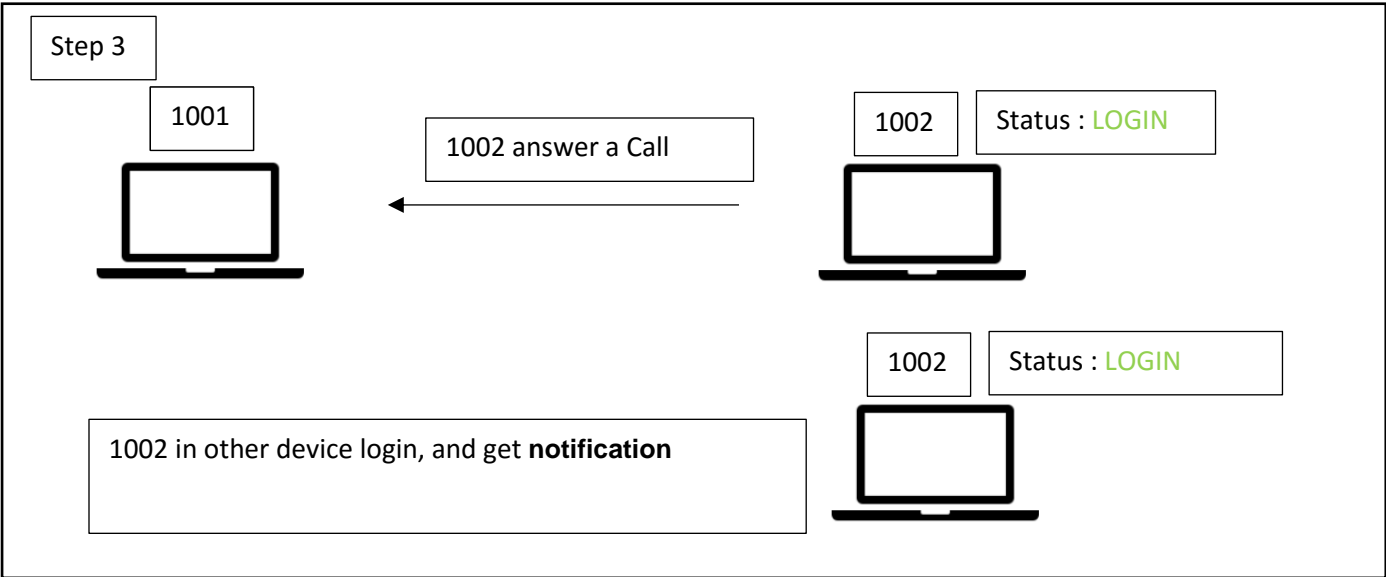 Step 3
1001
1002 answer a Call
1002
Status : LOGIN
1002
Status : LOGIN
1002 in other device login, and get notification